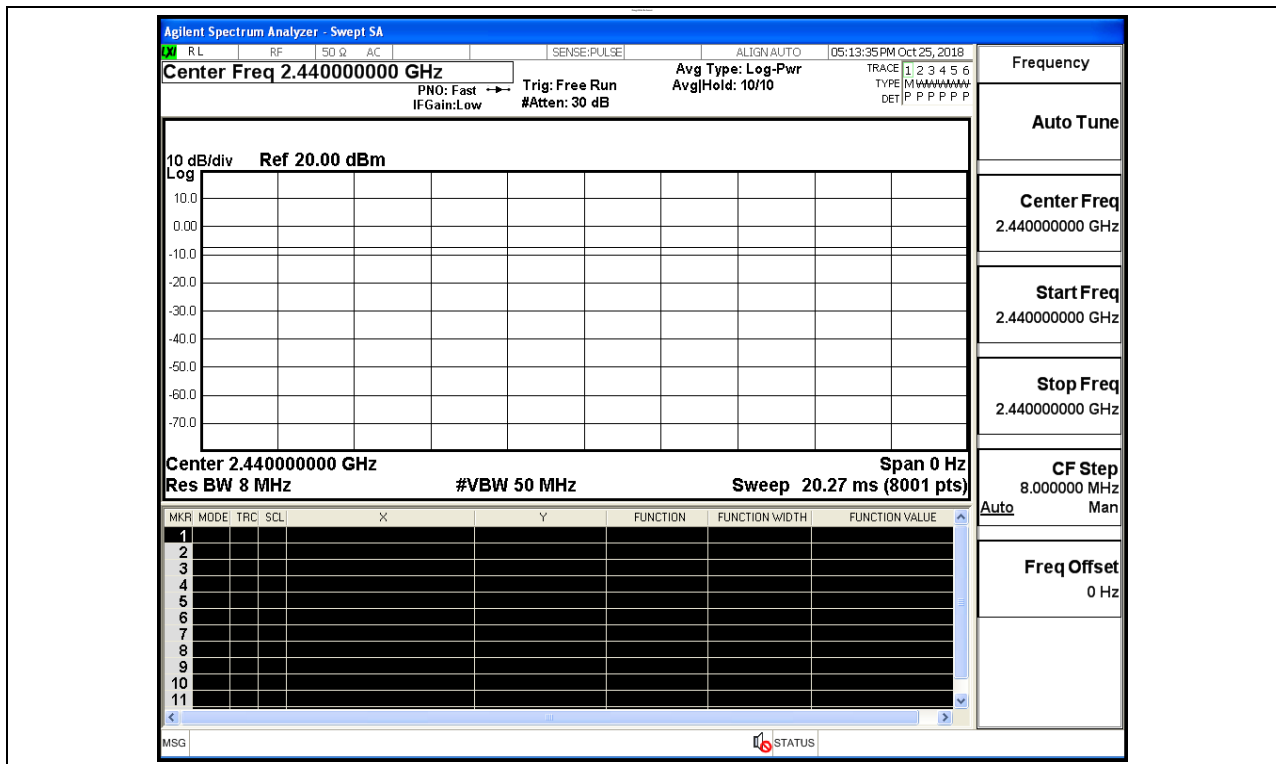 Agilent Spectrum Analyzer - Swept SA
LXI RL RF 50 Ω AC SENSE:PULSE ALIGN AUTO 05:13:35 PM Oct 25, 2018
Center Freq 2.440000000 GHz
PNO: Fast
IFGain:Low
Trig: Free Run
#Atten: 30 dB
Avg Type: Log-Pwr
Avg|Hold: 10/10
TRACE 1 2 3 4 5 6
TYPE M WWWWW
DET P P P P P P
10 dB/div Ref 20.00 dBm
Log
10.0
0.00
-10.0
-20.0
-30.0
-40.0
-50.0
-60.0
-70.0
Center 2.440000000 GHz Span 0 Hz
Res BW 8 MHz #VBW 50 MHz Sweep 20.27 ms (8001 pts)
MKR MODE TRC SCL X Y FUNCTION FUNCTION WIDTH FUNCTION VALUE
1
2
3
4
5
6
7
8
9
10
11
MSG STATUS
Frequency
Auto Tune
Center Freq
2.440000000 GHz
Start Freq
2.440000000 GHz
Stop Freq
2.440000000 GHz
CF Step
8.000000 MHz
Auto Man
Freq Offset
0 Hz